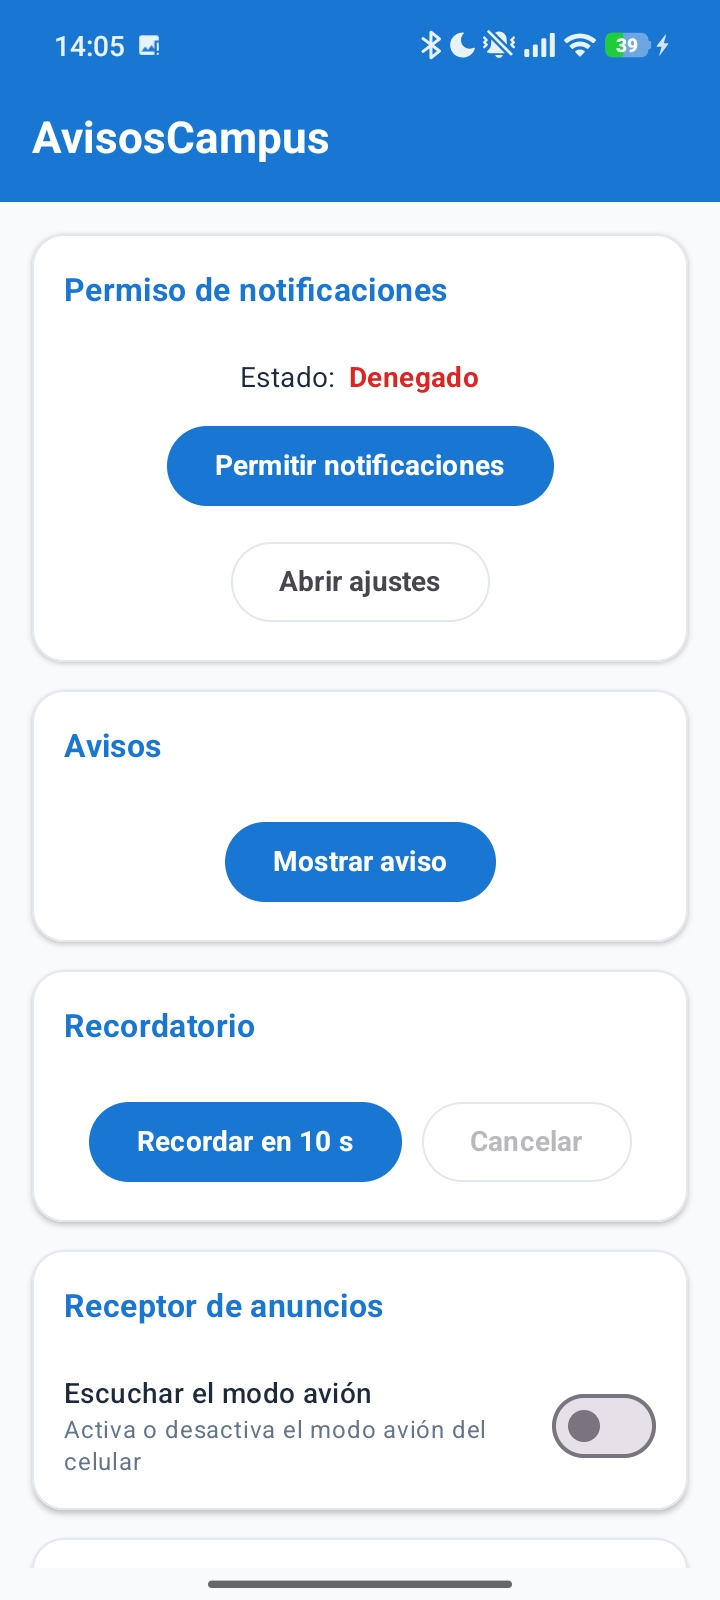 14:05
39
AvisosCampus
Permiso de notificaciones
Estado: Denegado
Permitir notificaciones
Abrir ajustes
Avisos
Mostrar aviso
Recordatorio
Recordar en 10 s
Cancelar
Receptor de anuncios
Escuchar el modo avión
Activa o desactiva el modo avión del
celular